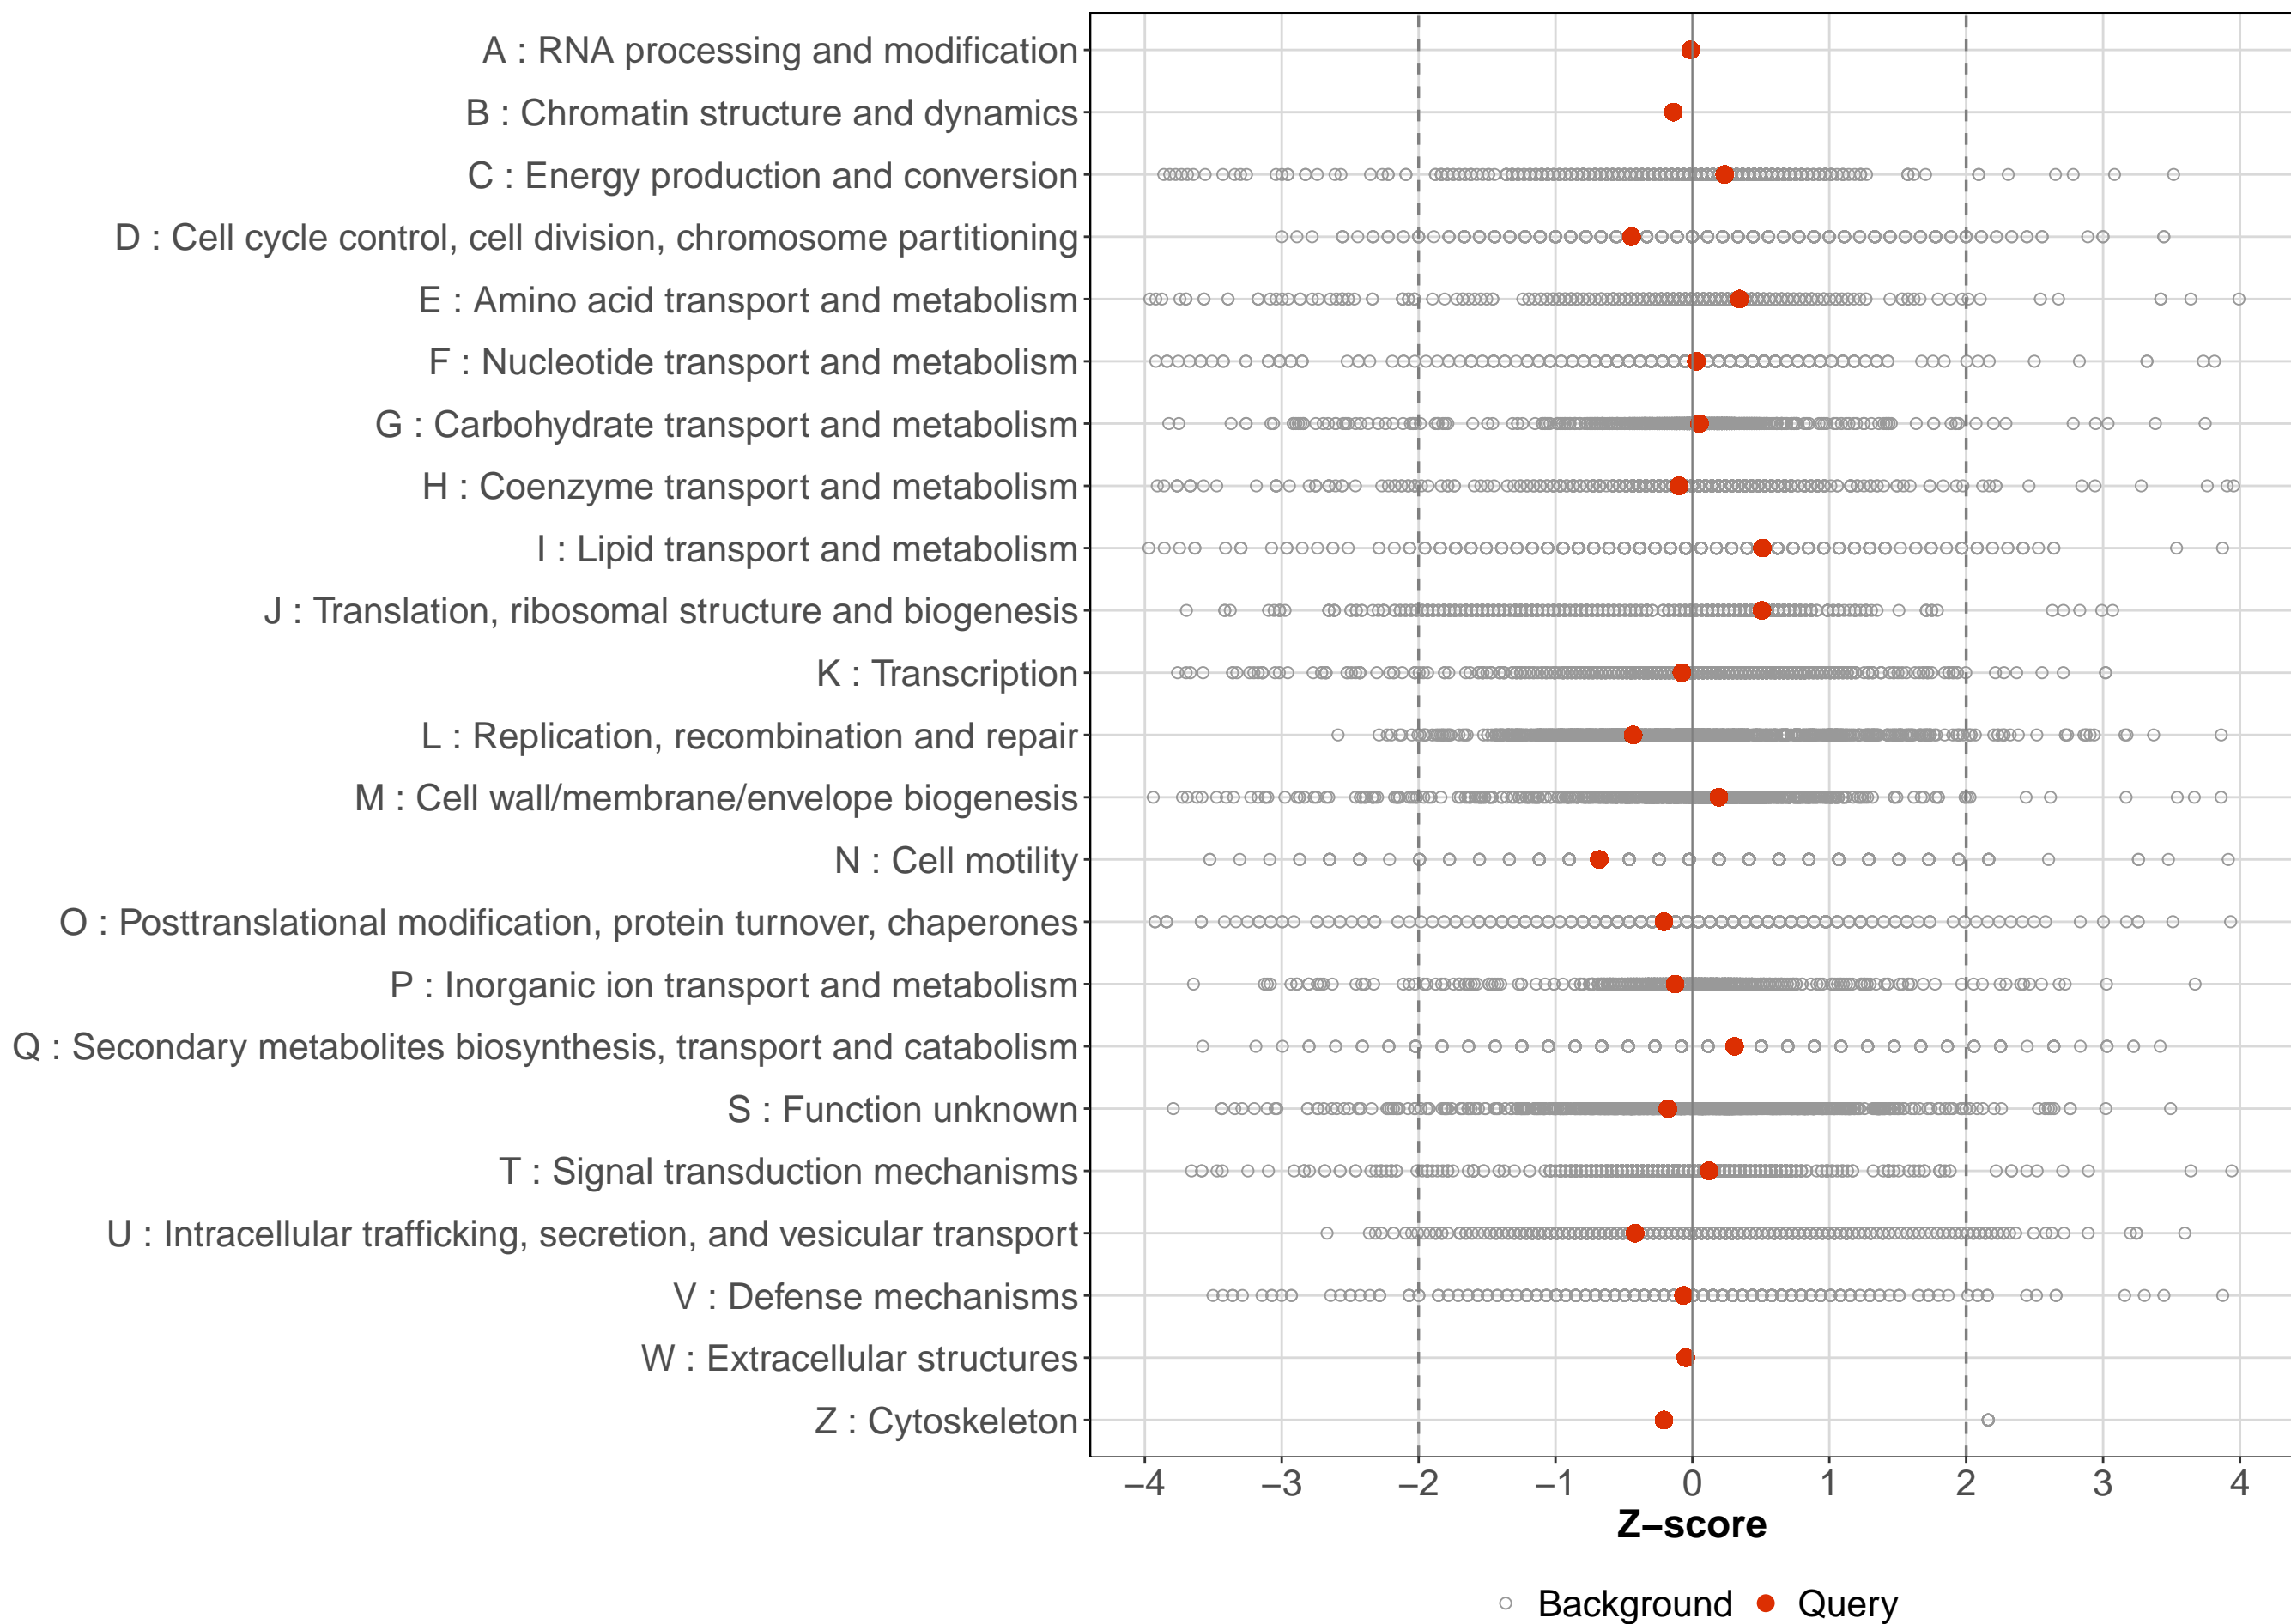 A : RNA processing and modification
B : Chromatin structure and dynamics
C : Energy production and conversion
D : Cell cycle control, cell division, chromosome partitioning
E : Amino acid transport and metabolism
F : Nucleotide transport and metabolism
G : Carbohydrate transport and metabolism
H : Coenzyme transport and metabolism
I : Lipid transport and metabolism
J : Translation, ribosomal structure and biogenesis
K : Transcription
L : Replication, recombination and repair
M : Cell wall/membrane/envelope biogenesis
N : Cell motility
O : Posttranslational modification, protein turnover, chaperones
P : Inorganic ion transport and metabolism
Q : Secondary metabolites biosynthesis, transport and catabolism
S : Function unknown
T : Signal transduction mechanisms
U : Intracellular trafficking, secretion, and vesicular transport
V : Defense mechanisms
W : Extracellular structures
Z : Cytoskeleton
−4 −3 −2 −1 0 1 2 3 4
Z−score
Background Query